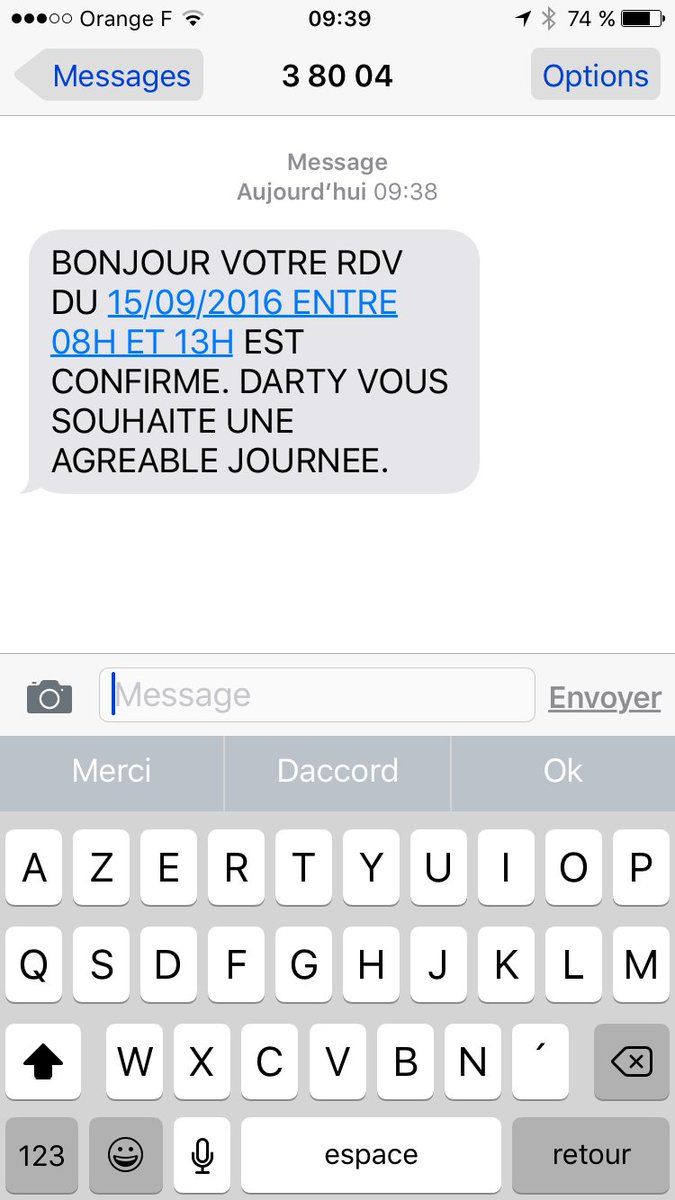 Orange F 09:39 74 %
Messages 3 80 04 Options
Message
Aujourd'hui 09:38
BONJOUR VOTRE RDV
DU 15/09/2016 ENTRE
08H ET 13H EST
CONFIRME. DARTY VOUS
SOUHAITE UNE
AGREABLE JOURNEE.
Message Envoyer
Merci Daccord Ok
A Z E R T Y U I O P
Q S D F G H J K L M
W X C V B N ´
123 espace retour